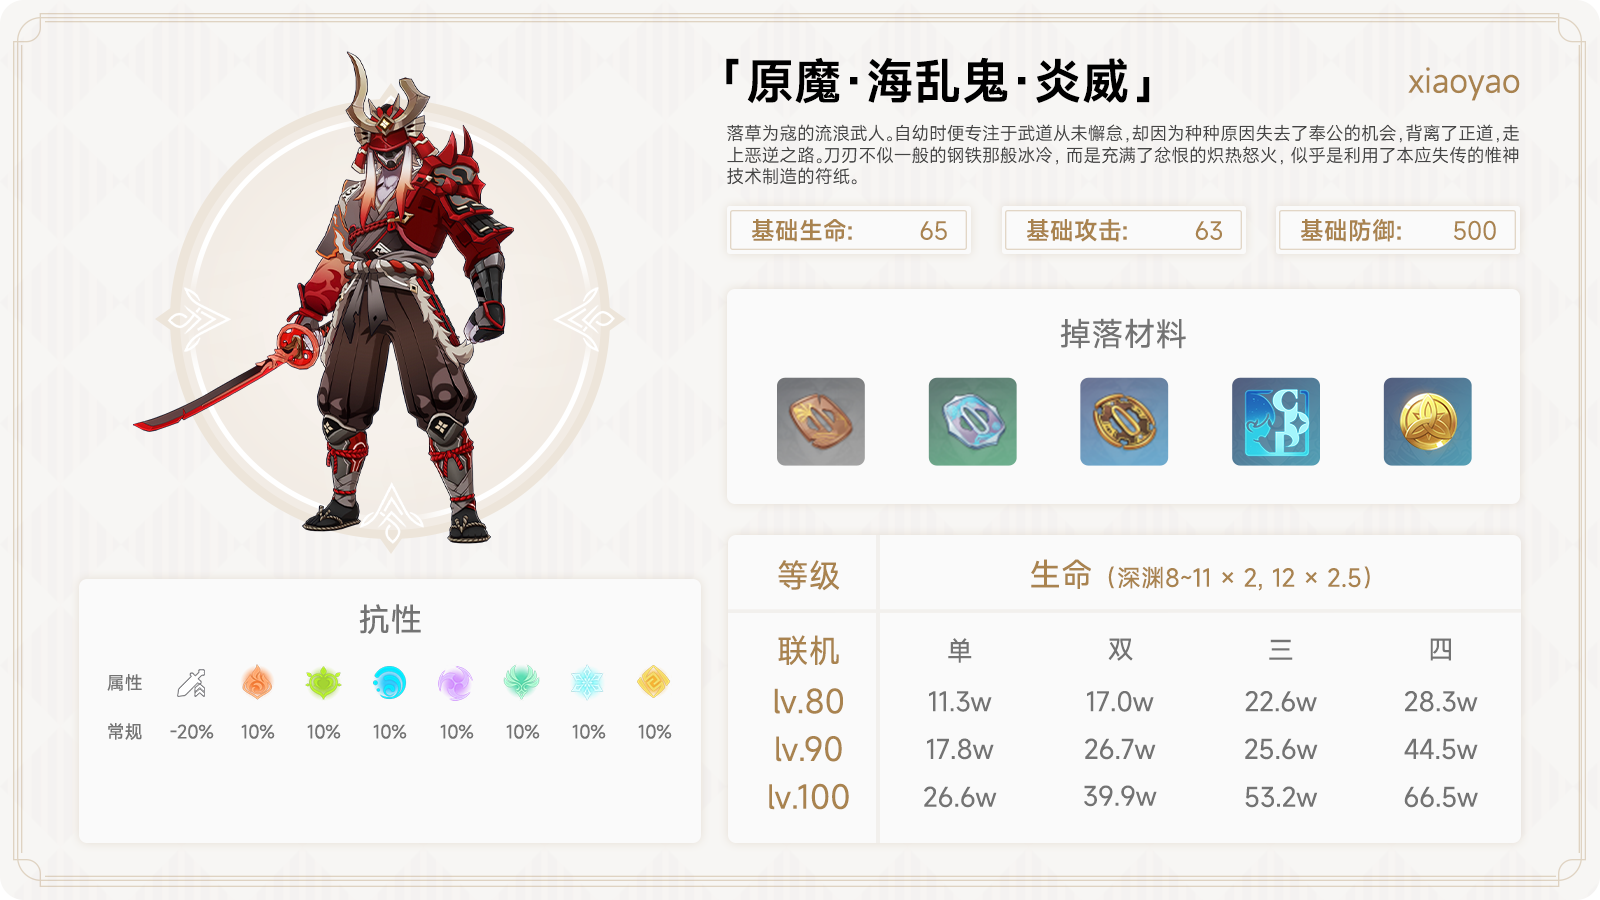 「原魔·海乱鬼·炎威」
xiaoyao
落草为寇的流浪武人。自幼时便专注于武道从未懈怠，却因为种种原因失去了奉公的机会，背离了正道，走
上恶逆之路。刀刃不似一般的钢铁那般冰冷，而是充满了忿恨的炽热怒火，似乎是利用了本应失传的惟神
技术制造的符纸。
基础生命: 65
基础攻击: 63
基础防御: 500
掉落材料
抗性
属性
常规 -20% 10% 10% 10% 10% 10% 10% 10%
等级 生命（深渊8~11 × 2, 12 × 2.5）
联机 单 双 三 四
lv.80 11.3w 17.0w 22.6w 28.3w
lv.90 17.8w 26.7w 25.6w 44.5w
lv.100 26.6w 39.9w 53.2w 66.5w